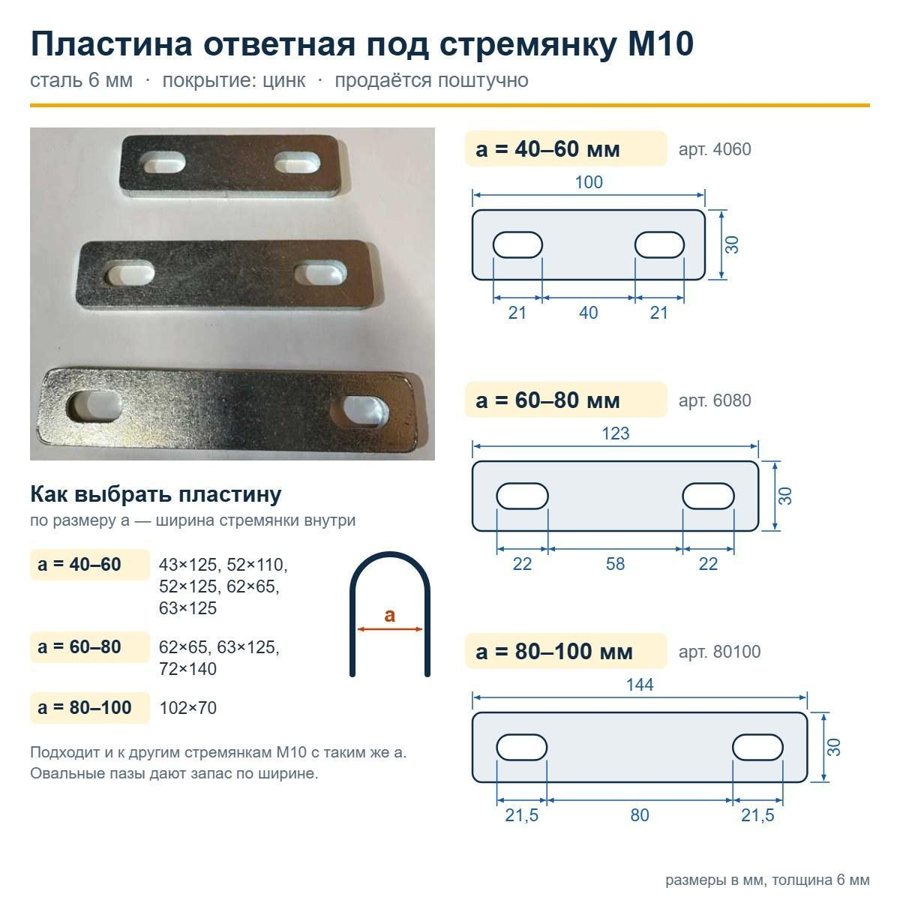 Пластина ответная под стремянку М10
сталь 6 мм · покрытие: цинк · продаётся поштучно
a = 40–60 мм арт. 4060
100
30
21 40 21
a = 60–80 мм арт. 6080
123
30
22 58 22
a = 80–100 мм арт. 80100
144
30
21,5 80 21,5
Как выбрать пластину
по размеру a — ширина стремянки внутри
a = 40–60 43×125, 52×110,
52×125, 62×65,
63×125
a = 60–80 62×65, 63×125,
72×140
a = 80–100 102×70
a
Подходит и к другим стремянкам М10 с таким же a.
Овальные пазы дают запас по ширине.
размеры в мм, толщина 6 мм